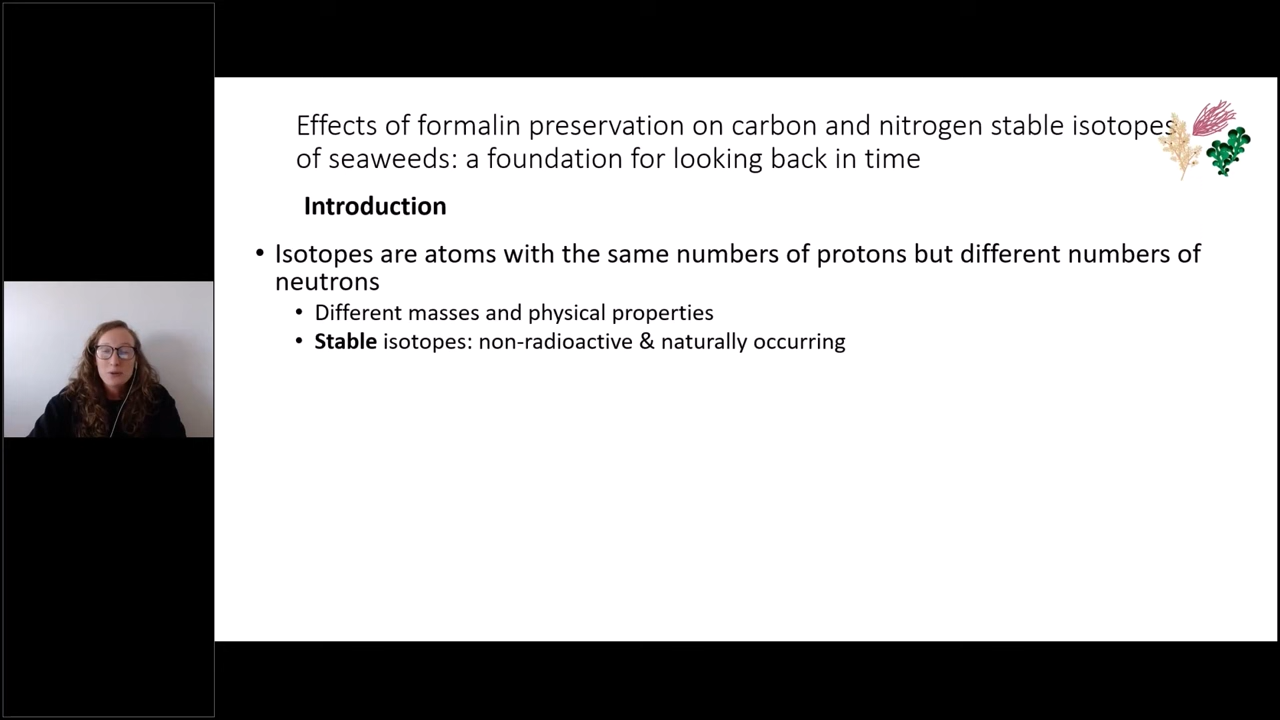 Effects of formalin preservation on carbon and nitrogen stable isotopes
of seaweeds: a foundation for looking back in time
Introduction
• Isotopes are atoms with the same numbers of protons but different numbers of
neutrons
• Different masses and physical properties
• Stable isotopes: non-radioactive & naturally occurring